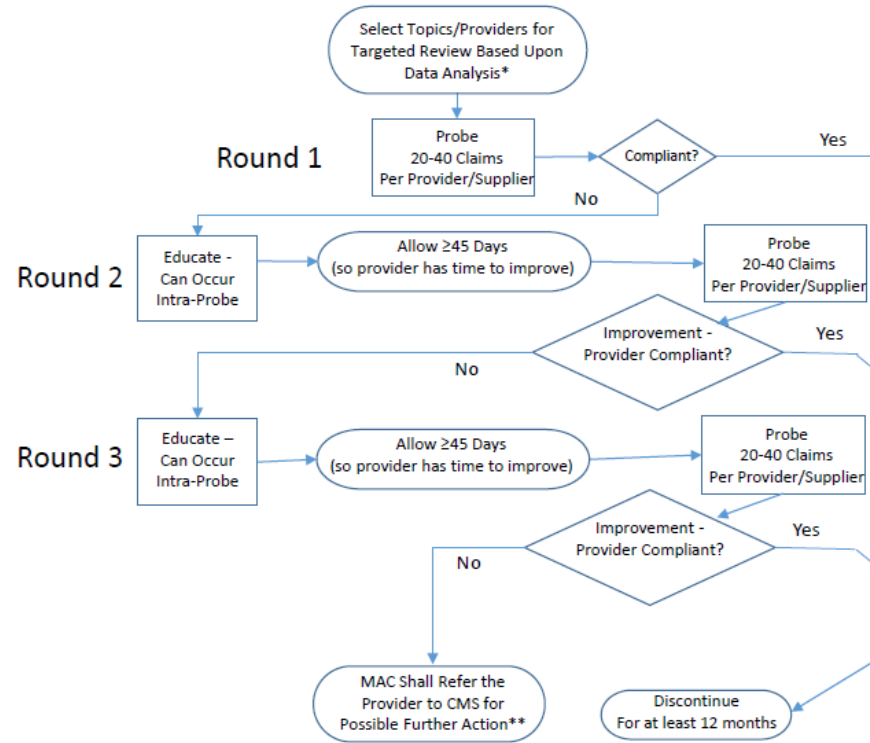 Select Topics/Providers for
Targeted Review Based Upon
Data Analysis*
Round 1
Probe
20-40 Claims
Per Provider/Supplier
Compliant?
Yes
No
Round 2
Educate -
Can Occur
Intra-Probe
Allow ≥45 Days
(so provider has time to improve)
Probe
20-40 Claims
Per Provider/Supplier
Improvement -
Provider Compliant?
Yes
No
Round 3
Educate –
Can Occur
Intra-Probe
Allow ≥45 Days
(so provider has time to improve)
Probe
20-40 Claims
Per Provider/Supplier
Improvement -
Provider Compliant?
Yes
No
MAC Shall Refer the
Provider to CMS for
Possible Further Action**
Discontinue
For at least 12 months